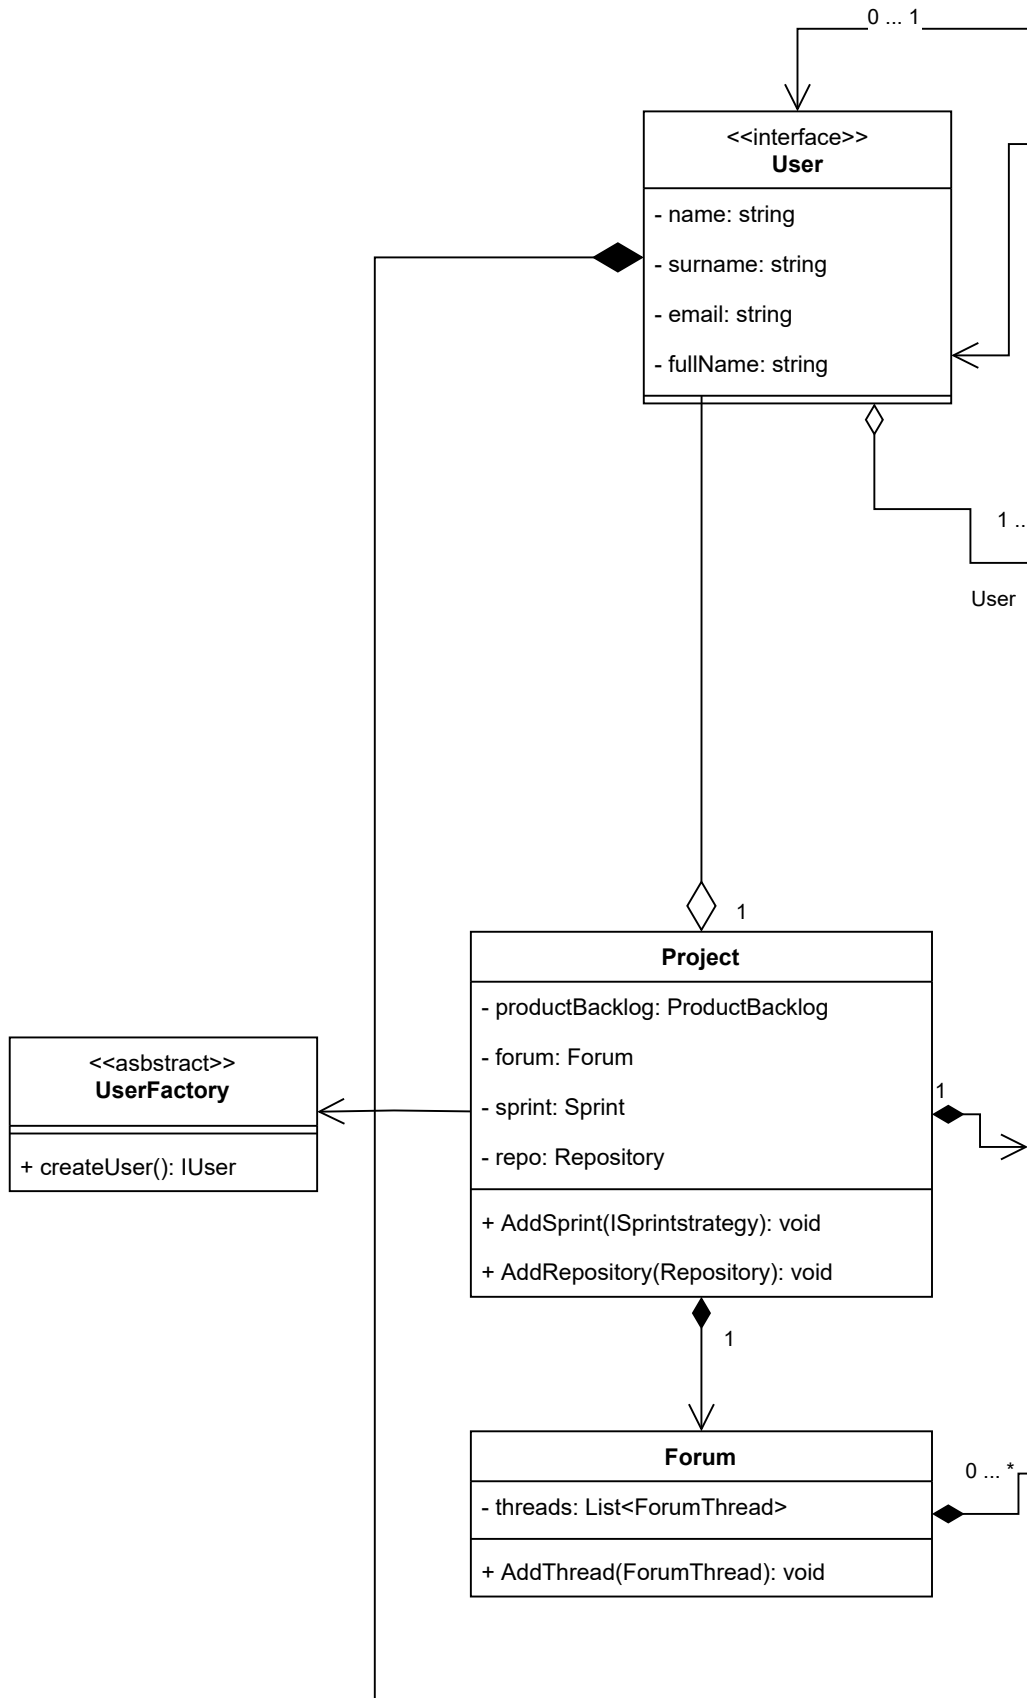 0 ... 1
<<interface>>
User
- name: string
- surname: string
- email: string
- fullName: string
1 ..
User
1
Project
- productBacklog: ProductBacklog
- forum: Forum
- sprint: Sprint
- repo: Repository
+ AddSprint(ISprintstrategy): void
+ AddRepository(Repository): void
<<asbstract>>
UserFactory
+ createUser(): IUser
1
1
Forum
- threads: List<ForumThread>
+ AddThread(ForumThread): void
0 ... *